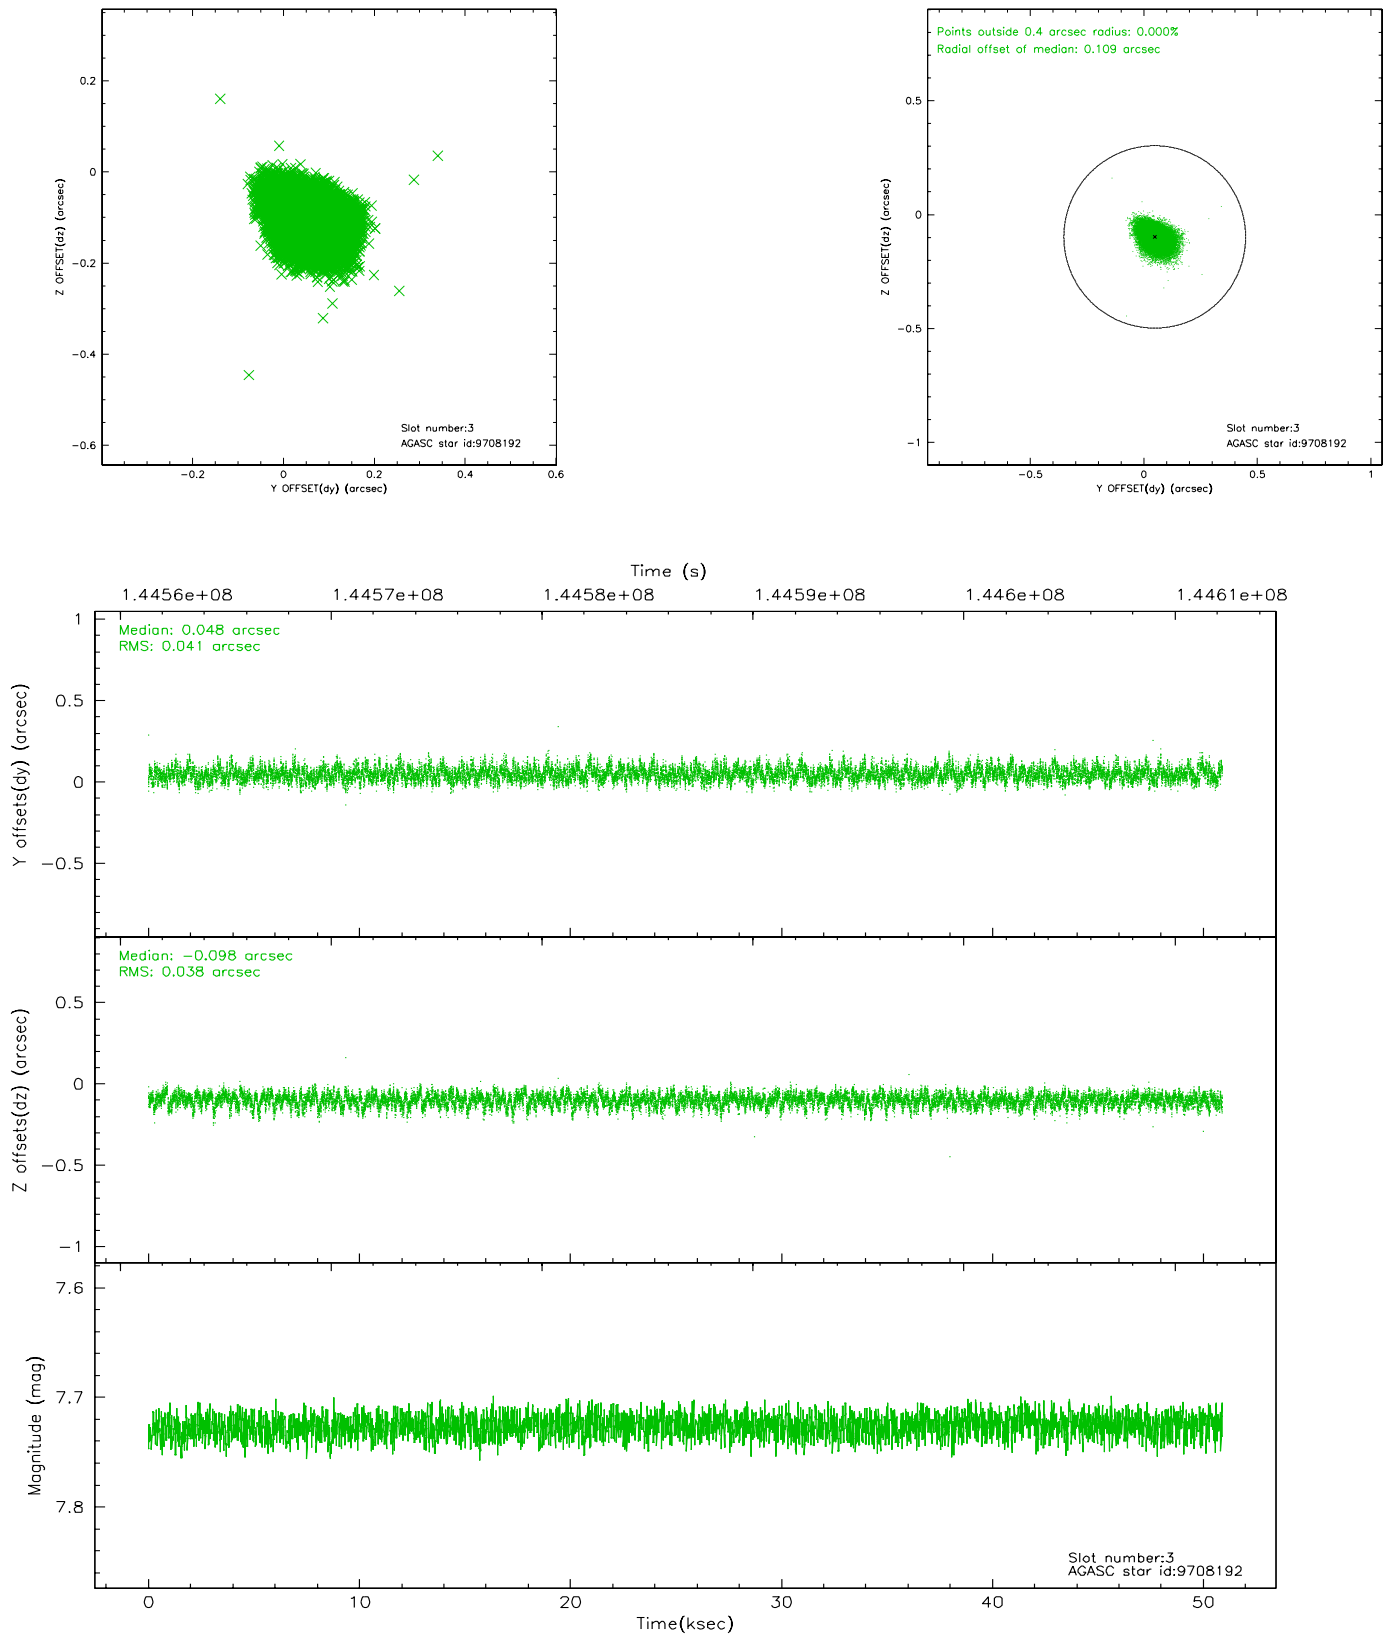 0.2
0
−0.2
−0.4
−0.6
Z OFFSET(dz) (arcsec)
Slot number:3
AGASC star id:9708192
−0.2 0 0.2 0.4 0.6
Y OFFSET(dy) (arcsec)
Points outside 0.4 arcsec radius: 0.000%
Radial offset of median: 0.109 arcsec
0.5
0
−0.5
−1
Z OFFSET(dz) (arcsec)
Slot number:3
AGASC star id:9708192
−0.5 0 0.5 1
Y OFFSET(dy) (arcsec)
Time (s)
1.4456e+08 1.4457e+08 1.4458e+08 1.4459e+08 1.446e+08 1.4461e+08
Median: 0.048 arcsec
RMS: 0.041 arcsec
1
0.5
0
−0.5
Y offsets(dy) (arcsec)
Median: −0.098 arcsec
RMS: 0.038 arcsec
0.5
0
−0.5
−1
Z offsets(dz) (arcsec)
7.6
7.7
7.8
Magnitude (mag)
Slot number:3
AGASC star id:9708192
0 10 20 30 40 50
Time(ksec)